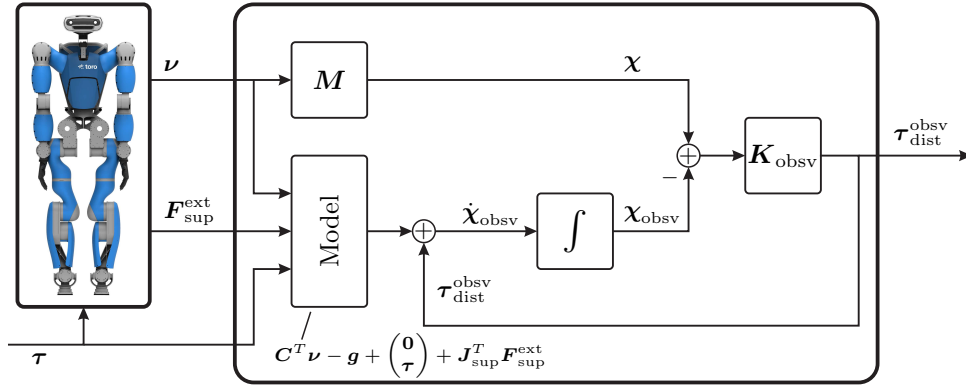 toro
ν
M
χ
τ_dist^obsv
K_obsv
−
F_sup^ext
Model
χ̇_obsv
∫
χ_obsv
τ_dist^obsv
τ
C^T ν − g + (0 τ) + J_sup^T F_sup^ext